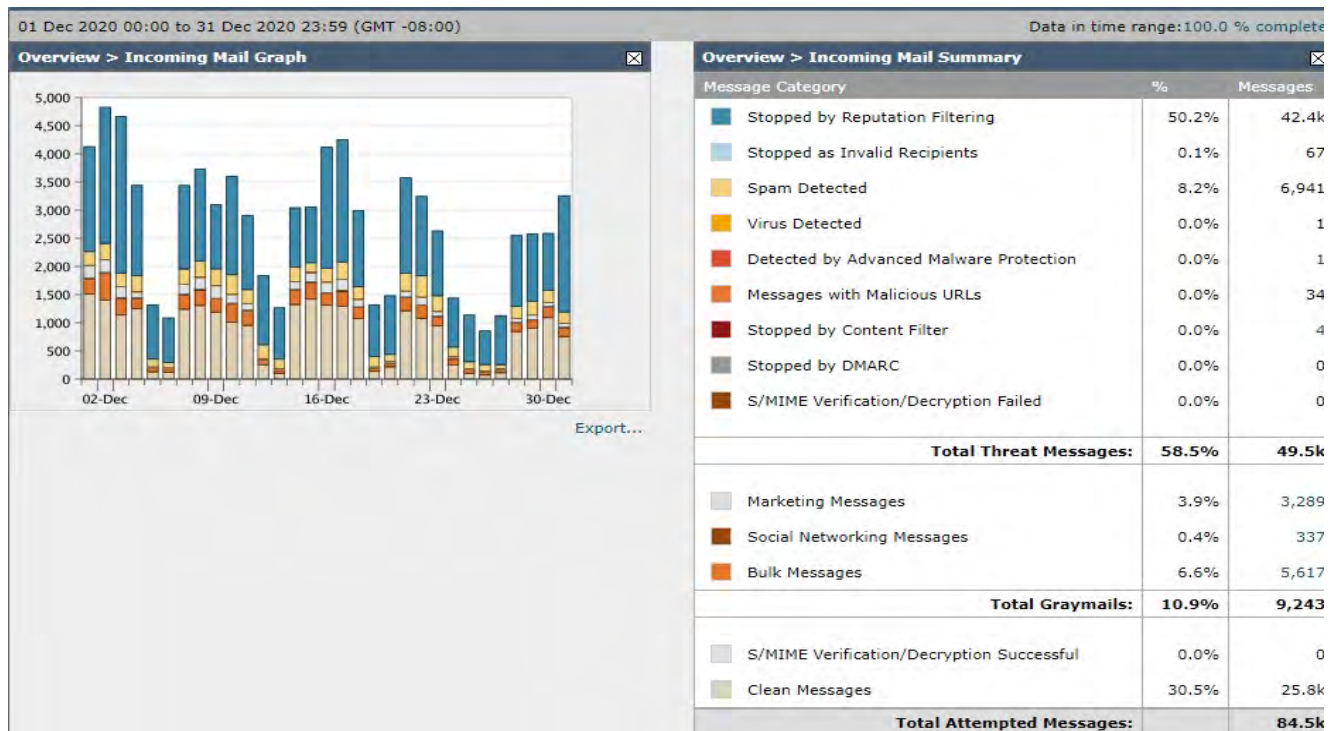 01 Dec 2020 00:00 to 31 Dec 2020 23:59 (GMT -08:00)
Data in time range:100.0 % complete
Overview > Incoming Mail Graph
5,000
4,500
4,000
3,500
3,000
2,500
2,000
1,500
1,000
500
0
02-Dec 09-Dec 16-Dec 23-Dec 30-Dec
Export...
Overview > Incoming Mail Summary
Message Category % Messages
Stopped by Reputation Filtering 50.2% 42.4k
Stopped as Invalid Recipients 0.1% 67
Spam Detected 8.2% 6,941
Virus Detected 0.0% 1
Detected by Advanced Malware Protection 0.0% 1
Messages with Malicious URLs 0.0% 34
Stopped by Content Filter 0.0% 4
Stopped by DMARC 0.0% 0
S/MIME Verification/Decryption Failed 0.0% 0
Total Threat Messages: 58.5% 49.5k
Marketing Messages 3.9% 3,289
Social Networking Messages 0.4% 337
Bulk Messages 6.6% 5,617
Total Graymails: 10.9% 9,243
S/MIME Verification/Decryption Successful 0.0% 0
Clean Messages 30.5% 25.8k
Total Attempted Messages: 84.5k